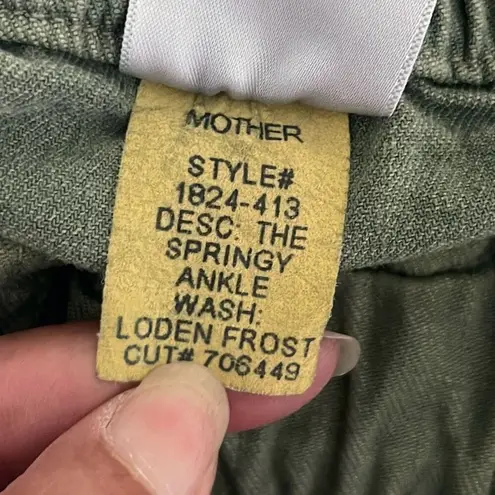 MOTHER
STYLE#
1824-413
DESC: THE
SPRINGY
ANKLE
WASH:
LODEN FROST
CUT# 706449